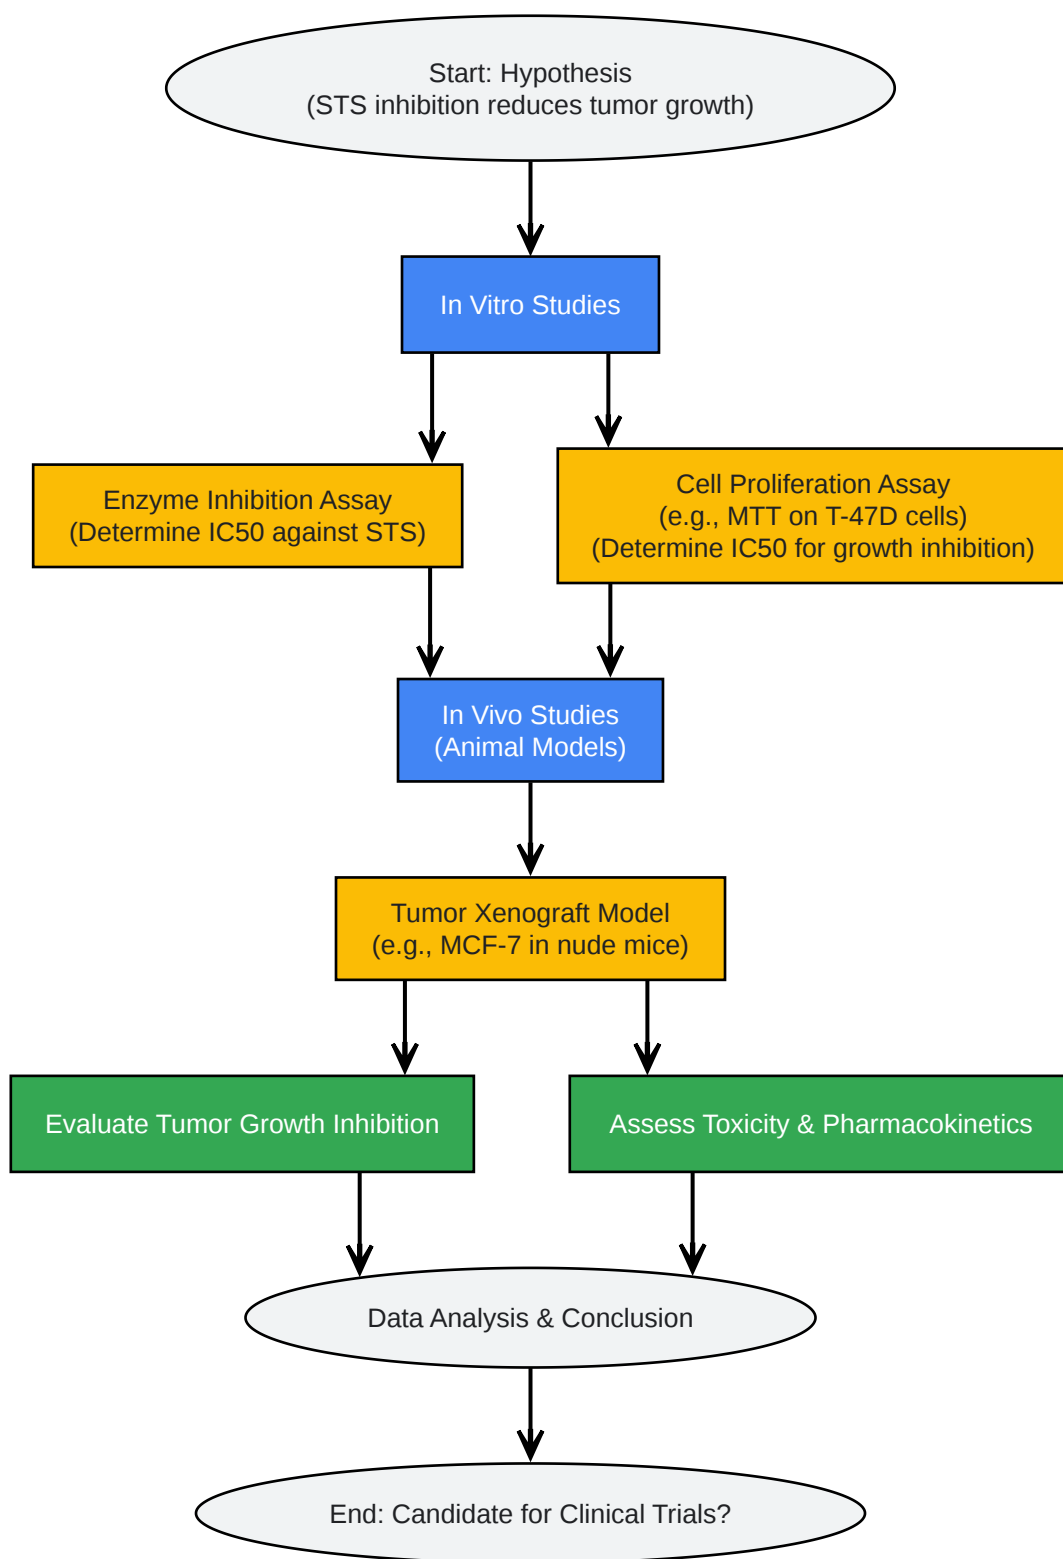 Start: Hypothesis
(STS inhibition reduces tumor growth)
In Vitro Studies
Enzyme Inhibition Assay
(Determine IC50 against STS)
Cell Proliferation Assay
(e.g., MTT on T-47D cells)
(Determine IC50 for growth inhibition)
In Vivo Studies
(Animal Models)
Tumor Xenograft Model
(e.g., MCF-7 in nude mice)
Evaluate Tumor Growth Inhibition
Assess Toxicity & Pharmacokinetics
Data Analysis & Conclusion
End: Candidate for Clinical Trials?